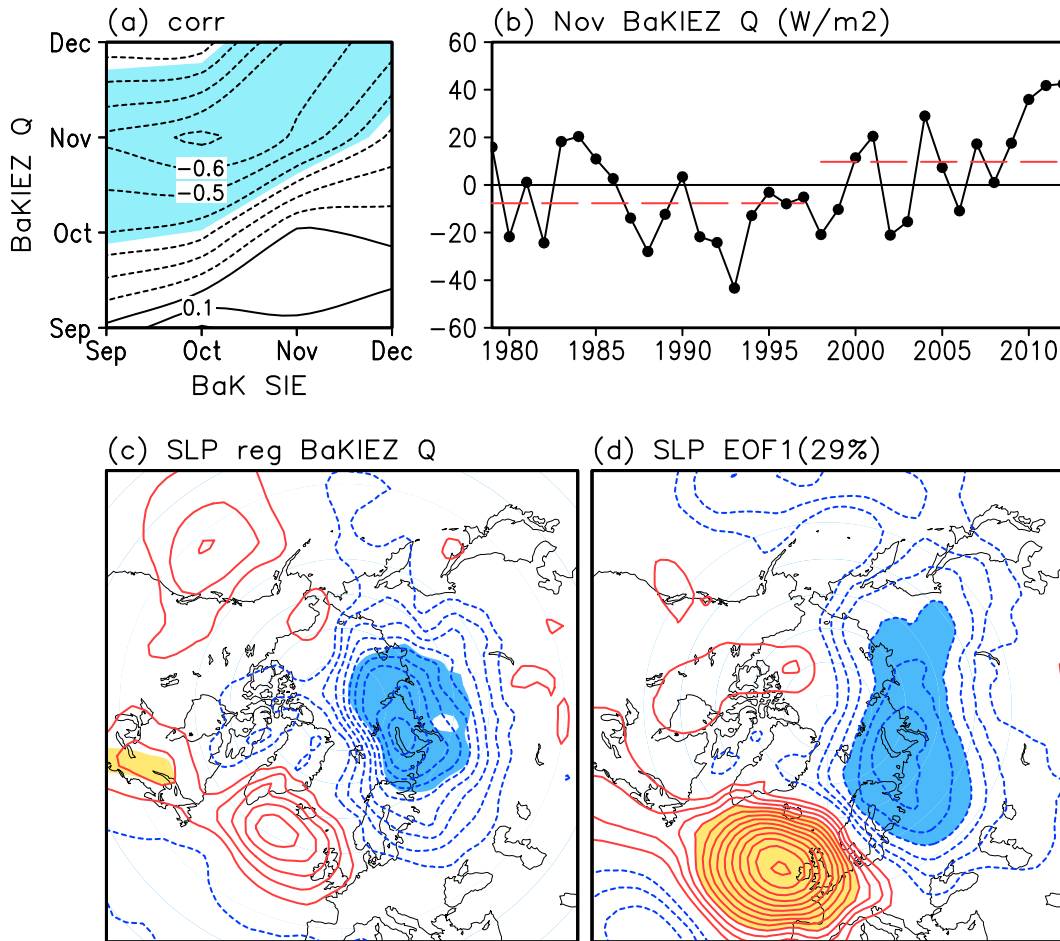 (a) corr
Dec
Nov
Oct
Sep
BaKIEZ Q
−0.6
−0.5
0.1
Sep Oct Nov Dec
BaK SIE
(b) Nov BaKIEZ Q (W/m2)
60
40
20
0
−20
−40
−60
1980 1985 1990 1995 2000 2005 2010
(c) SLP reg BaKIEZ Q
(d) SLP EOF1(29%)